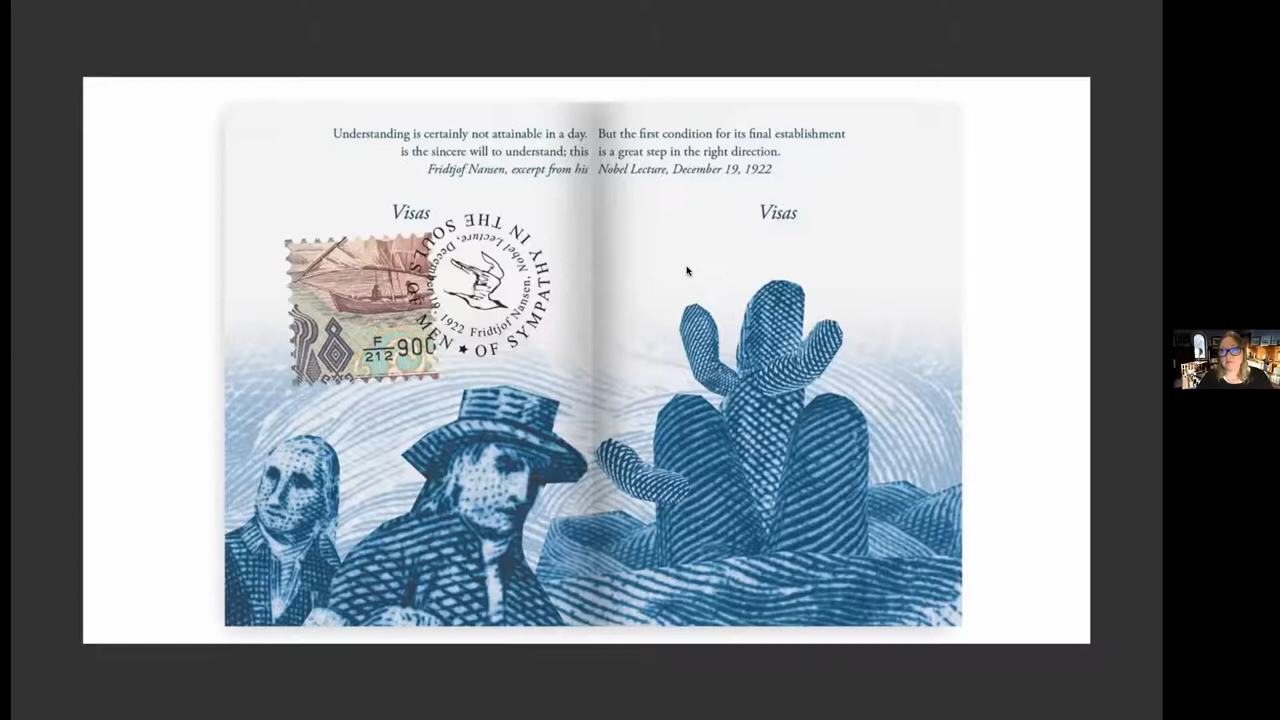 Understanding is certainly not attainable in a day.
is the sincere will to understand; this
Fridtjof Nansen, excerpt from his
But the first condition for its final establishment
is a great step in the right direction.
Nobel Lecture, December 19, 1922
Visas
OF SYMPATHY IN THE SOULS OF MEN
Fridtjof Nansen, Nobel Lecture, December 19, 1922
F
212
900
Visas